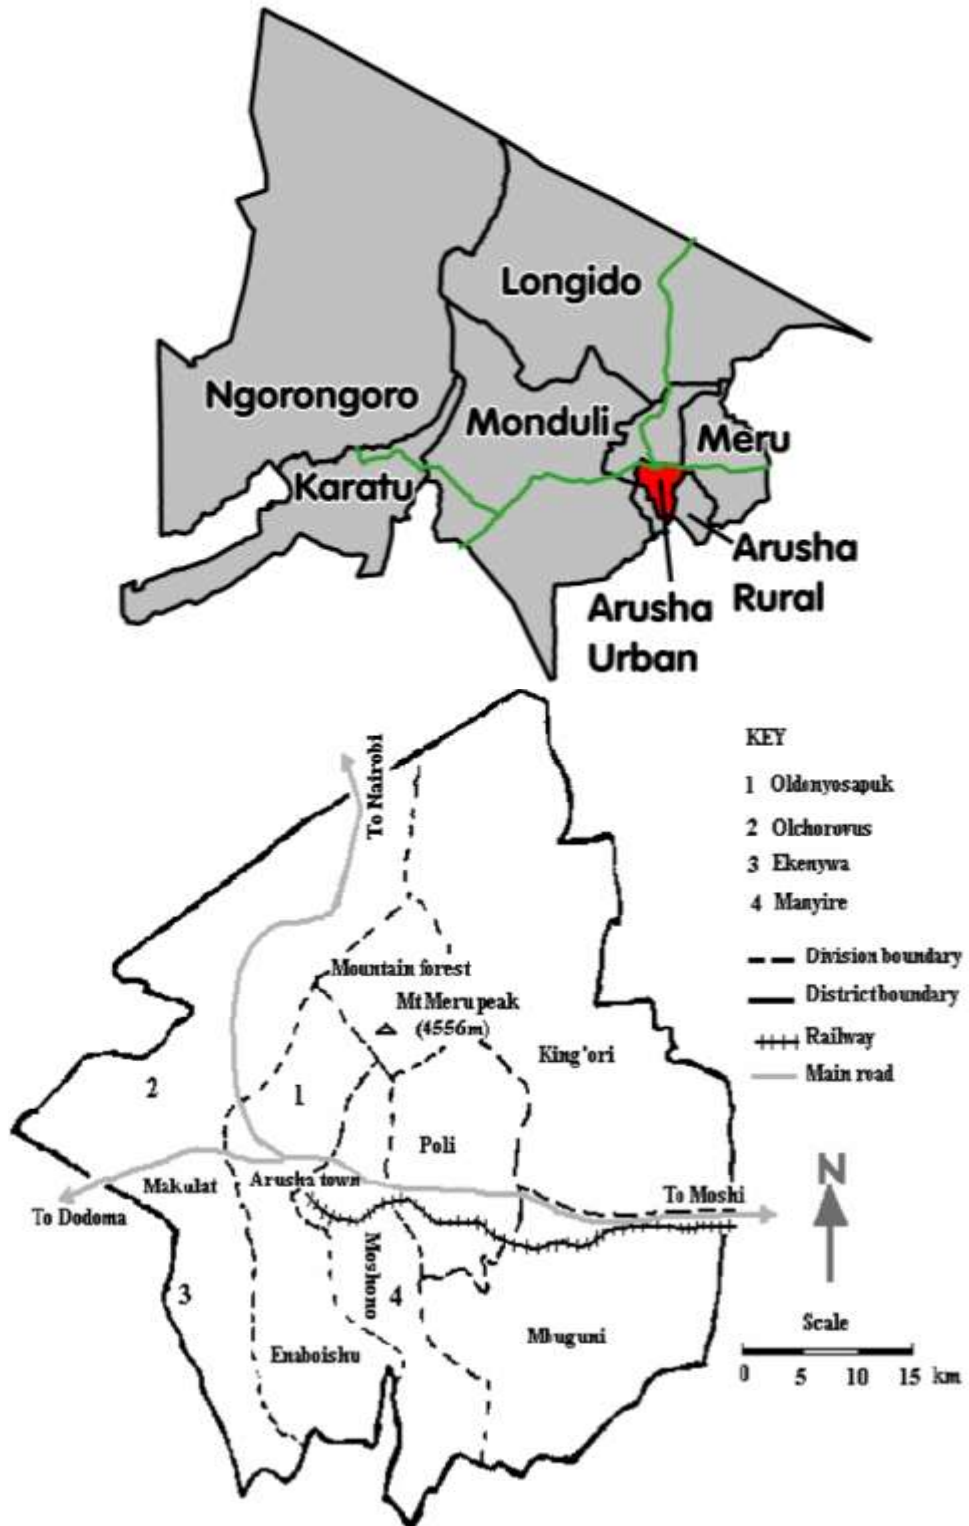 Longido
Ngorongoro
Monduli
Meru
Karatu
Arusha
Rural
Arusha
Urban
To Nairobi
KEY
1 Oldenyosapuk
2 Olchorovus
3 Ekenywa
4 Manyire
Division boundary
District boundary
Railway
Main road
Mountain forest
Mt Meru peak
(4556m)
King'ori
2
1
Poli
Makulat
Arusha town
To Moshi
To Dodoma
N
Moshono
3
4
Enaboishu
Mbuguni
Scale
0 5 10 15 km